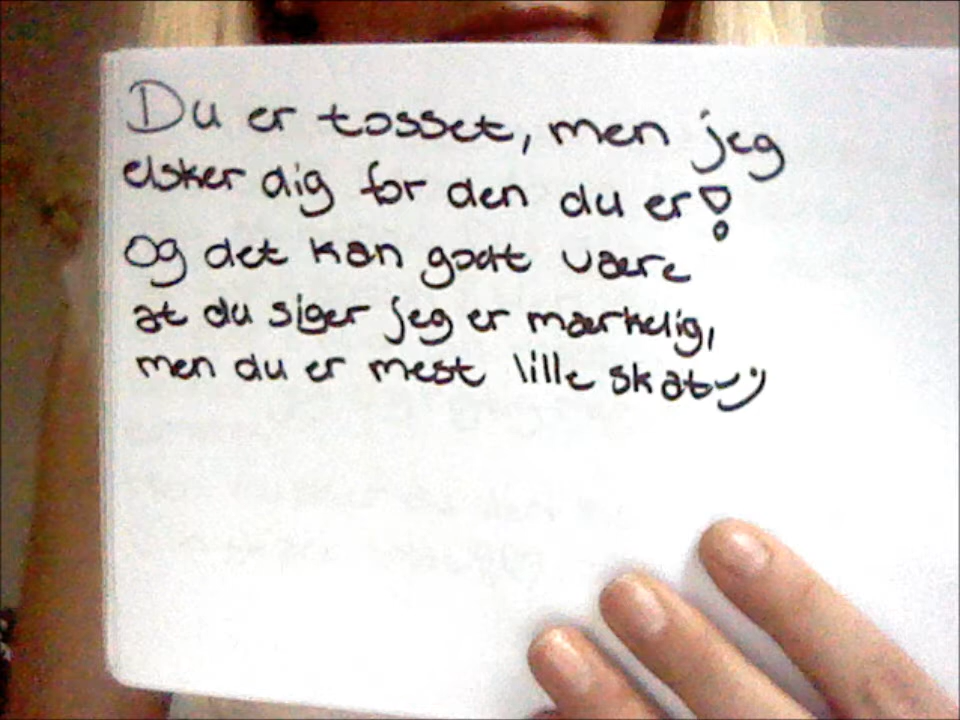 Du er tosset, men jeg
elsker dig for den du er!
Og det kan godt være
at du siger jeg er mærkelig,
men du er mest lille skat ;)